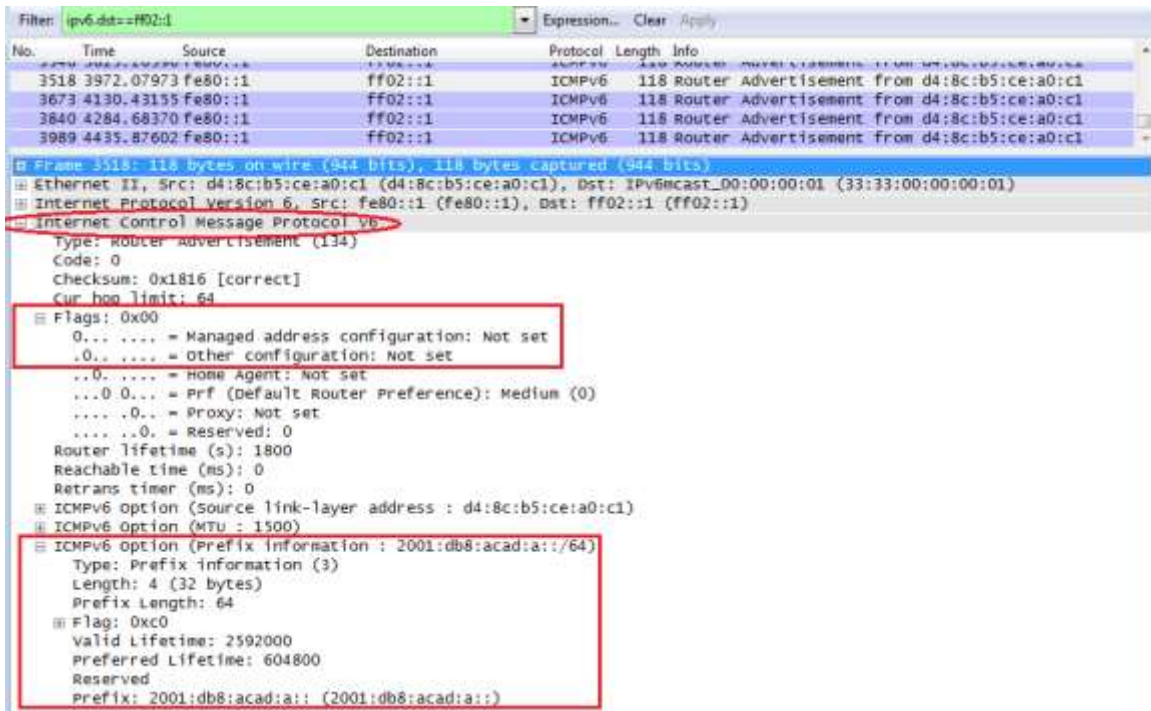 Filter: ipv6.dst==ff02::1 Expression... Clear Apply
No. Time Source Destination Protocol Length Info
3518 3972.07973 fe80::1 ff02::1 ICMPv6 118 Router Advertisement from d4:8c:b5:ce:a0:c1
3673 4130.43155 fe80::1 ff02::1 ICMPv6 118 Router Advertisement from d4:8c:b5:ce:a0:c1
3840 4284.68370 fe80::1 ff02::1 ICMPv6 118 Router Advertisement from d4:8c:b5:ce:a0:c1
3989 4435.87602 fe80::1 ff02::1 ICMPv6 118 Router Advertisement from d4:8c:b5:ce:a0:c1
Frame 3518: 118 bytes on wire (944 bits), 118 bytes captured (944 bits)
Ethernet II, Src: d4:8c:b5:ce:a0:c1 (d4:8c:b5:ce:a0:c1), Dst: IPv6mcast_00:00:00:01 (33:33:00:00:00:01)
Internet Protocol Version 6, Src: fe80::1 (fe80::1), Dst: ff02::1 (ff02::1)
Internet Control Message Protocol v6
Type: Router Advertisement (134)
Code: 0
Checksum: 0x1816 [correct]
Cur hop limit: 64
Flags: 0x00
0... .... = Managed address configuration: Not set
.0.. .... = Other configuration: Not set
..0. .... = Home Agent: Not set
...0 0... = Prf (Default Router Preference): Medium (0)
.... .0.. = Proxy: Not set
.... ..0. = Reserved: 0
Router lifetime (s): 1800
Reachable time (ms): 0
Retrans timer (ms): 0
ICMPv6 Option (Source link-layer address : d4:8c:b5:ce:a0:c1)
ICMPv6 Option (MTU : 1500)
ICMPv6 Option (Prefix information : 2001:db8:acad:a::/64)
Type: Prefix information (3)
Length: 4 (32 bytes)
Prefix Length: 64
Flag: 0xc0
Valid Lifetime: 2592000
Preferred Lifetime: 604800
Reserved
Prefix: 2001:db8:acad:a:: (2001:db8:acad:a::)